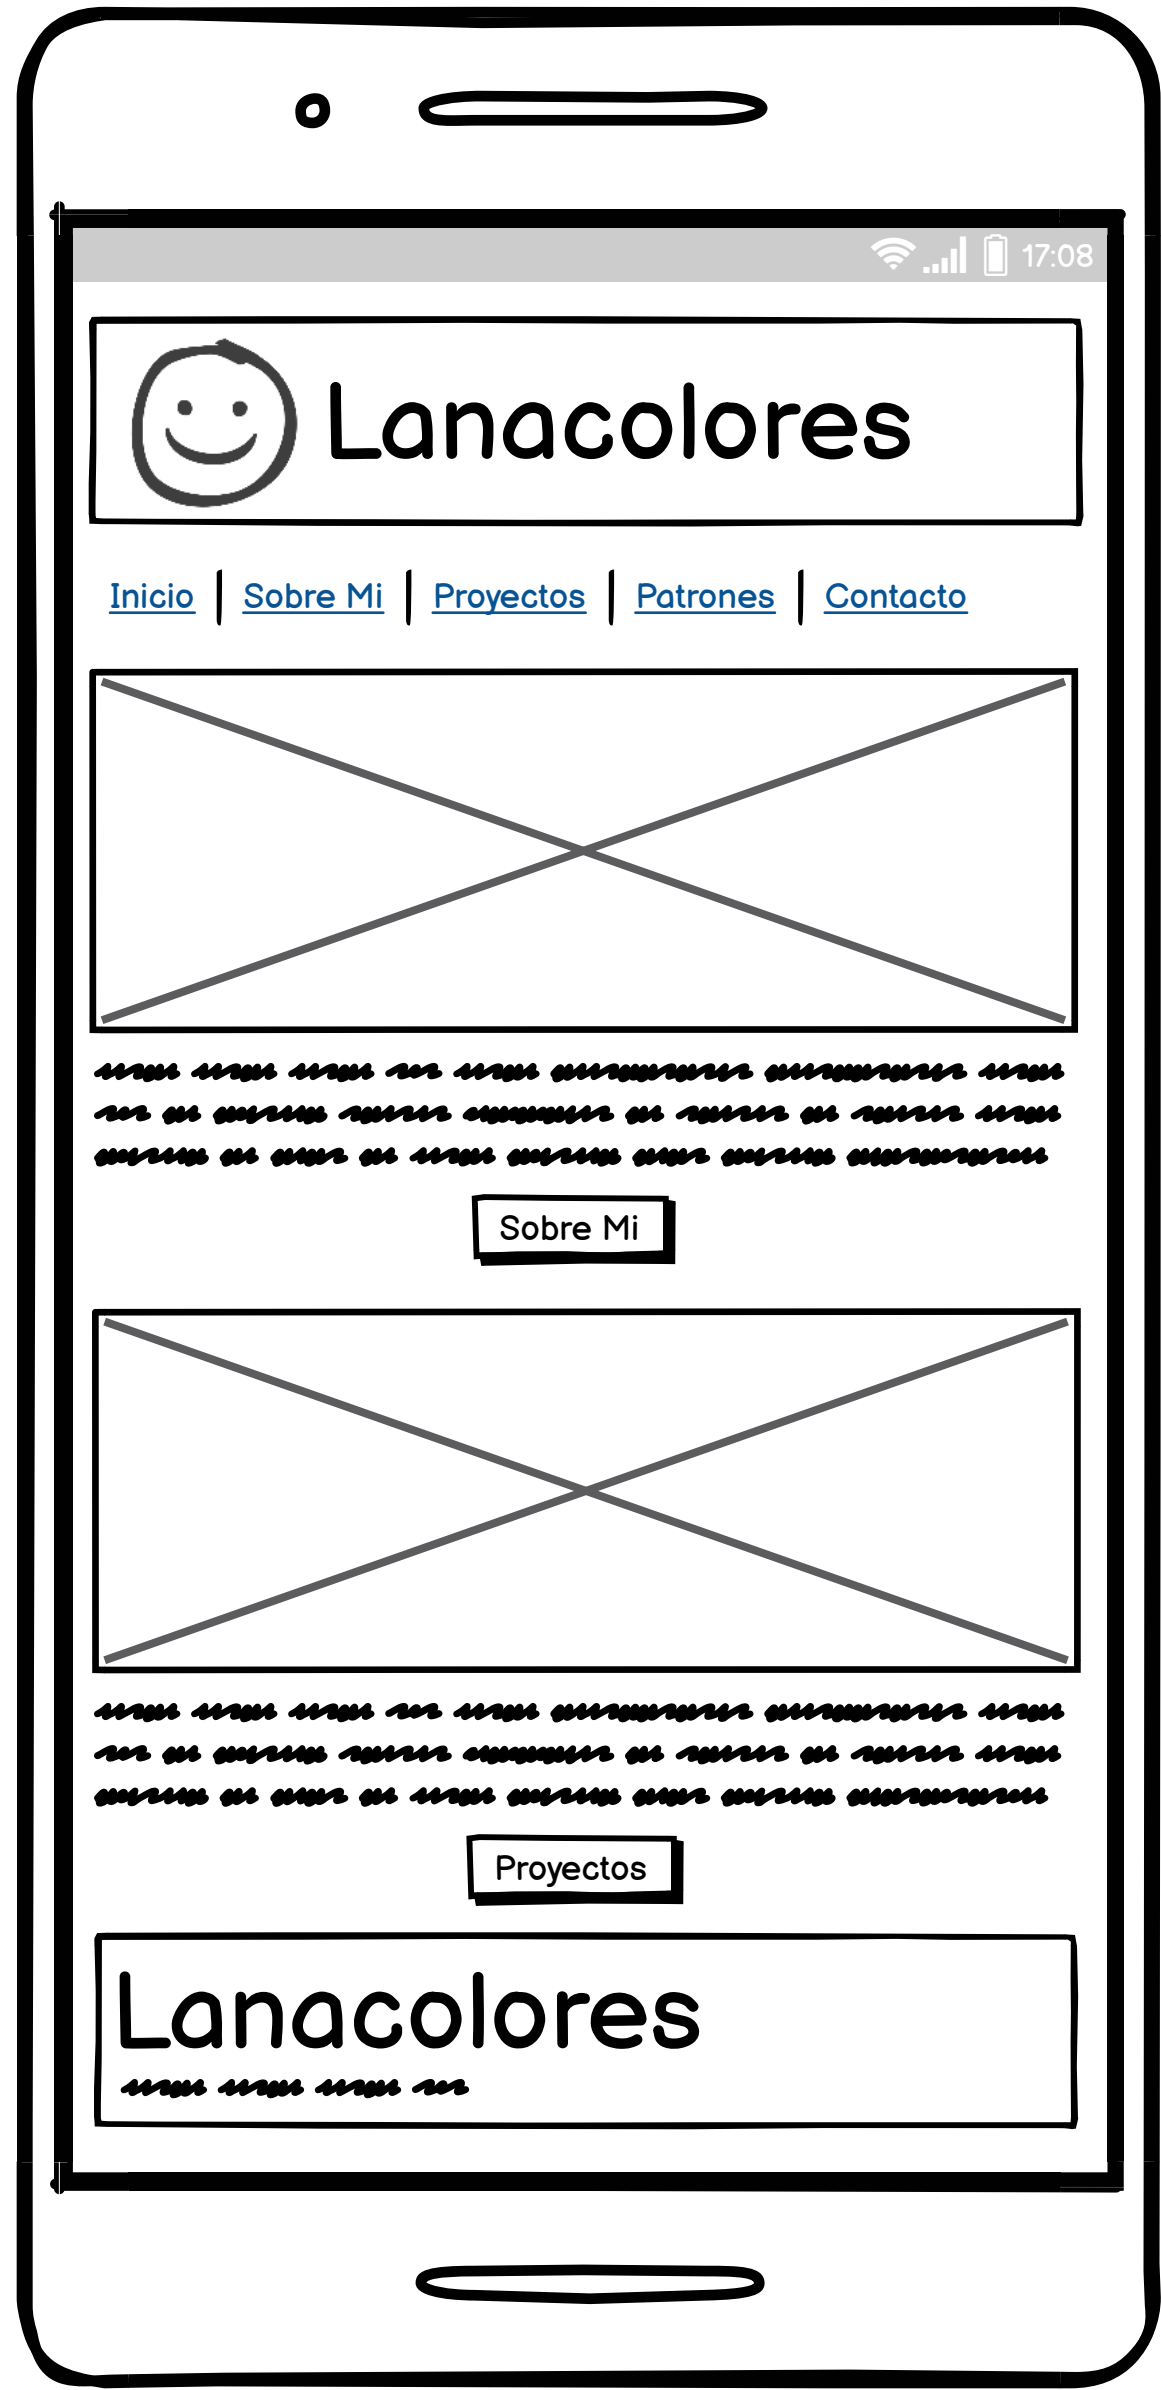 17:08
Lanacolores
Inicio | Sobre Mi | Proyectos | Patrones | Contacto
Sobre Mi
Proyectos
Lanacolores